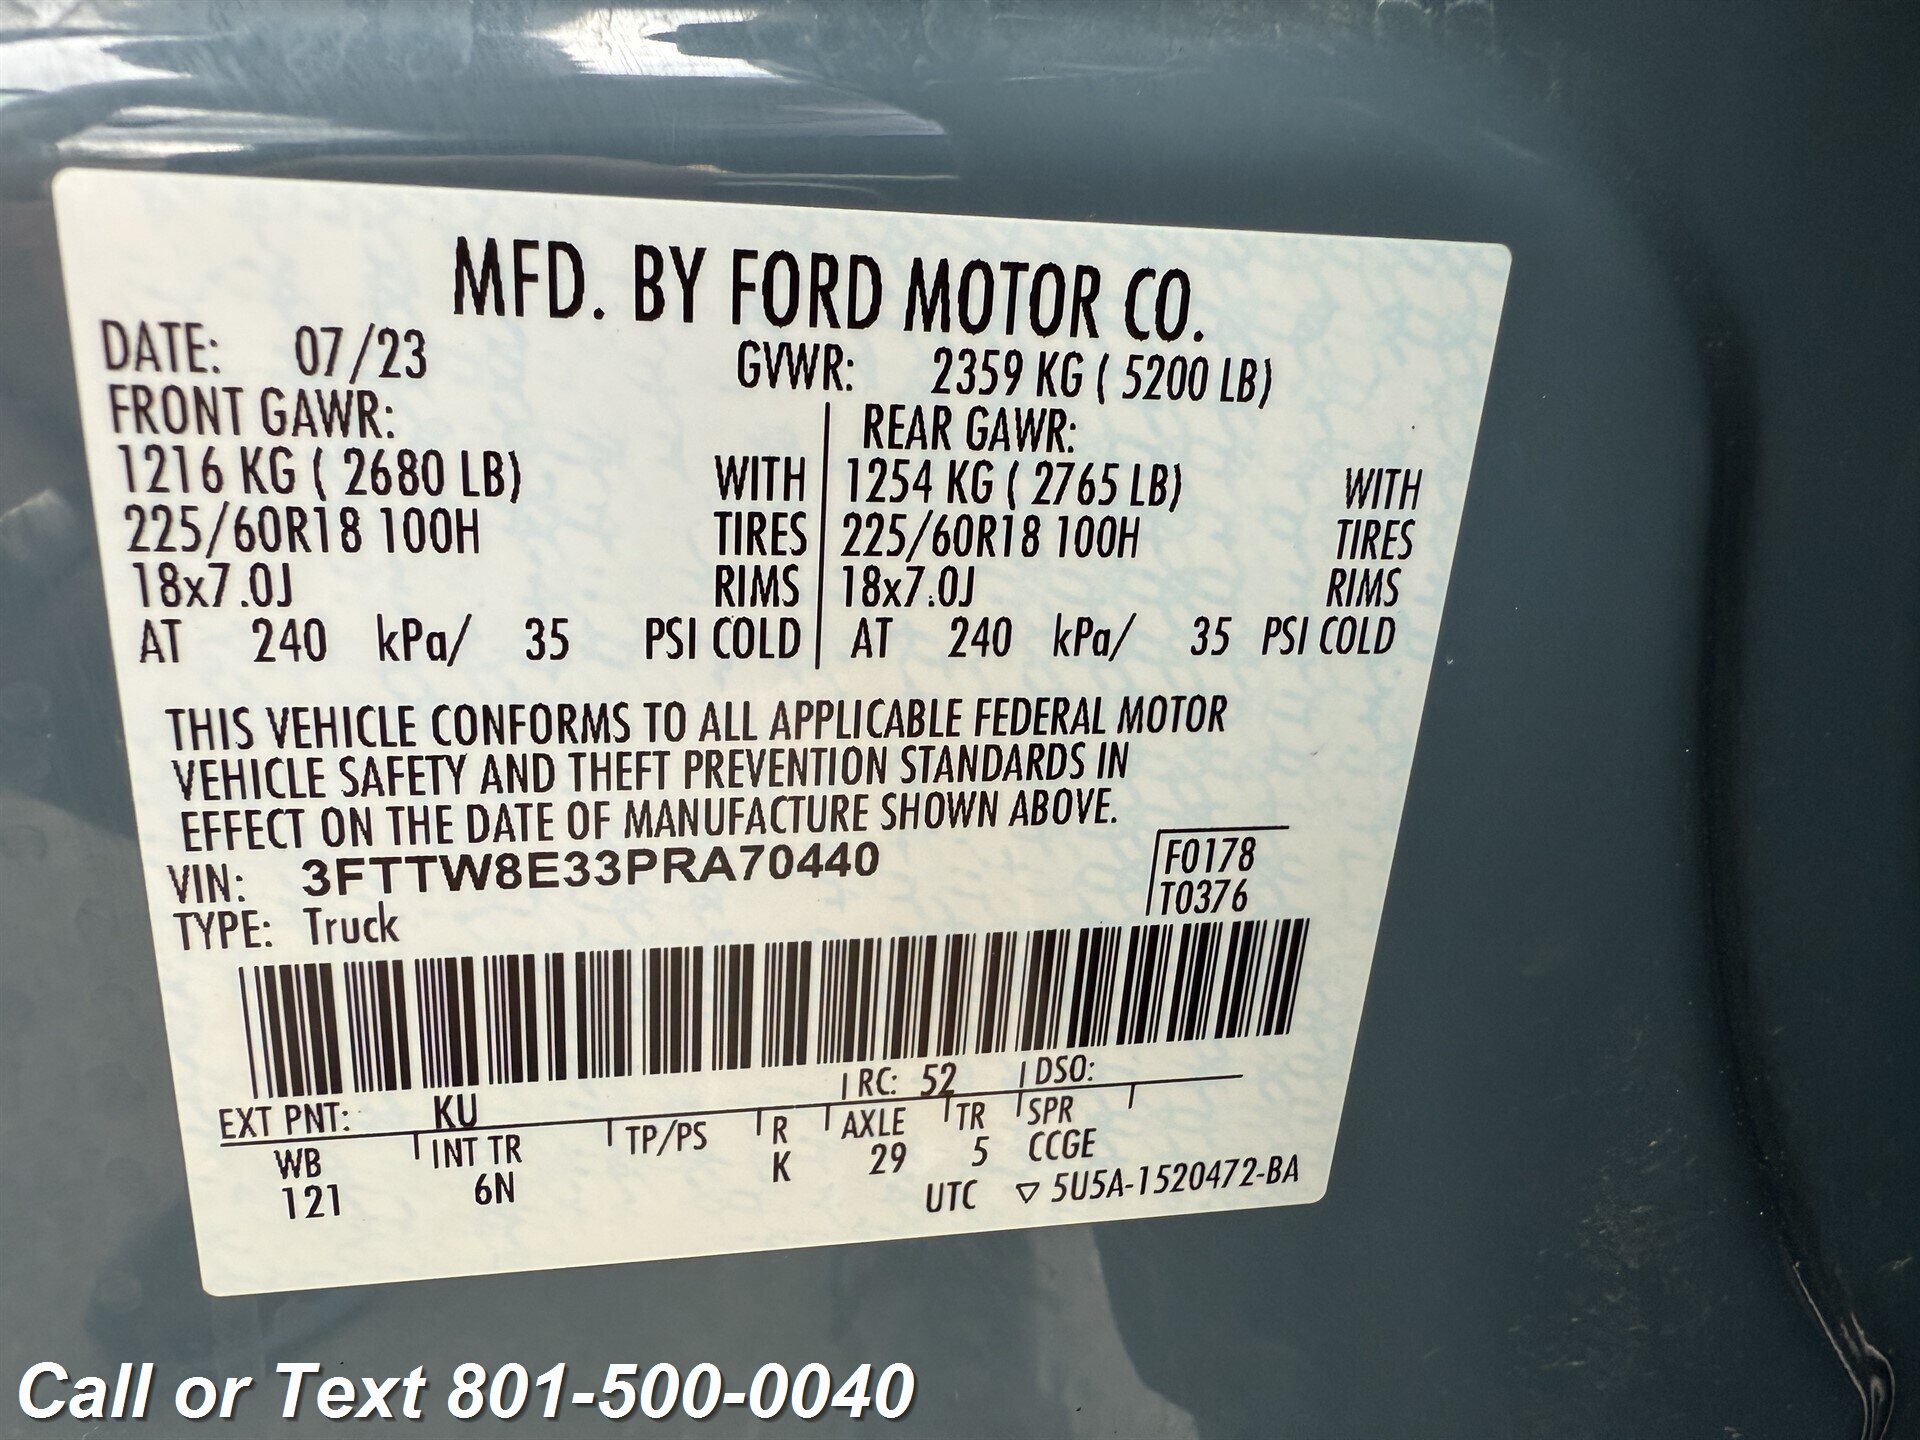 MFD. BY FORD MOTOR CO.
DATE: 07/23 GVWR: 2359 KG ( 5200 LB)
FRONT GAWR: REAR GAWR:
1216 KG ( 2680 LB) WITH 1254 KG ( 2765 LB) WITH
225/60R18 100H TIRES 225/60R18 100H TIRES
18x7.0J RIMS 18x7.0J RIMS
AT 240 kPa/ 35 PSI COLD AT 240 kPa/ 35 PSI COLD
THIS VEHICLE CONFORMS TO ALL APPLICABLE FEDERAL MOTOR
VEHICLE SAFETY AND THEFT PREVENTION STANDARDS IN
EFFECT ON THE DATE OF MANUFACTURE SHOWN ABOVE.
VIN: 3FTTW8E33PRA70440 F0178
TYPE: Truck T0376
EXT PNT: KU RC: 52 DSO:
WB INT TR TP/PS R AXLE TR SPR
121 6N K 29 5 CCGE
UTC ▽ 5U5A-1520472-BA
Call or Text 801-500-0040